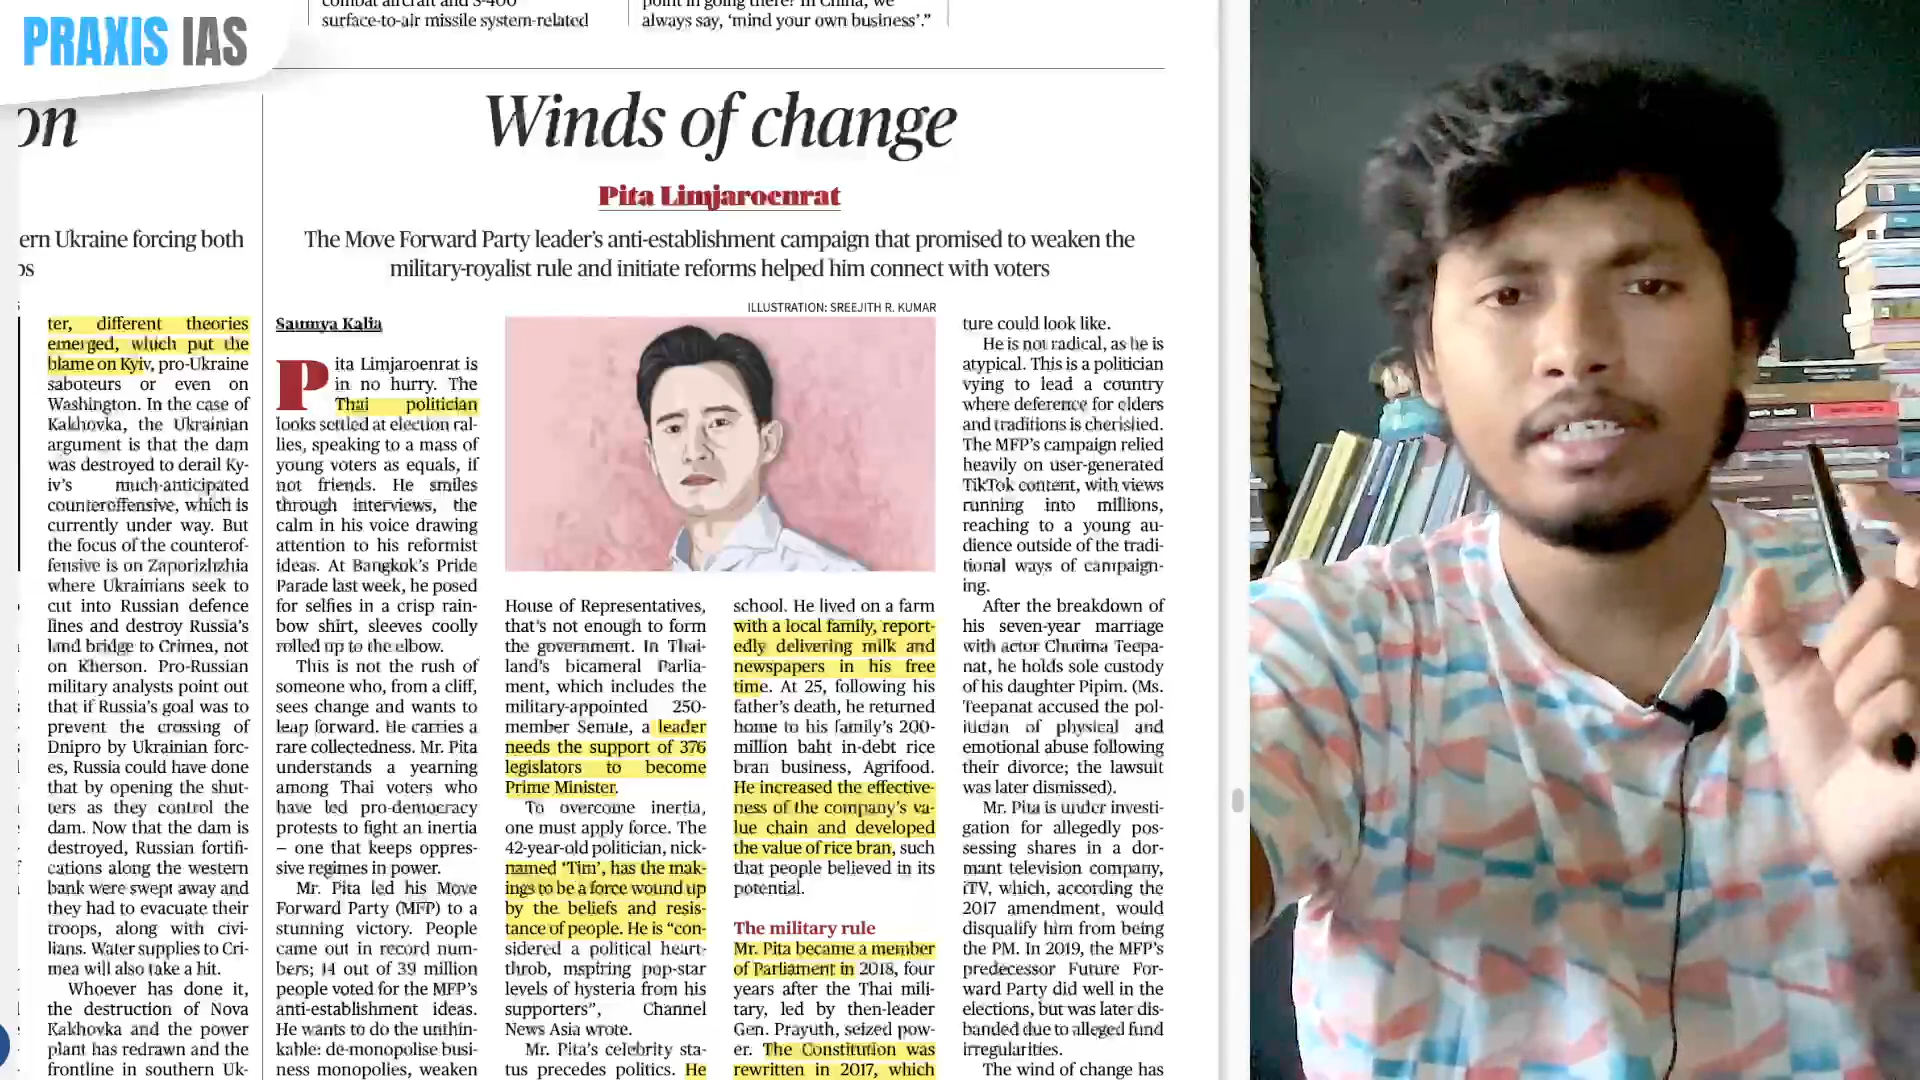 PRAXIS IAS
combat aircraft and S-400
surface-to-air missile system-related
point in going there? In China, we
always say, ‘mind your own business’.”
on
ern Ukraine forcing both
ps
ter, different theories
emerged, which put the
blame on Kyiv, pro-Ukraine
saboteurs or even on
Washington. In the case of
Kakhovka, the Ukrainian
argument is that the dam
was destroyed to derail Ky-
iv’s much-anticipated
counteroffensive, which is
currently under way. But
the focus of the counterof-
fensive is on Zaporizhzhia
where Ukrainians seek to
cut into Russian defence
lines and destroy Russia’s
land bridge to Crimea, not
on Kherson. Pro-Russian
military analysts point out
that if Russia’s goal was to
prevent the crossing of
Dnipro by Ukrainian forc-
es, Russia could have done
that by opening the shut-
ters as they control the
dam. Now that the dam is
destroyed, Russian fortifi-
cations along the western
bank were swept away and
they had to evacuate their
troops, along with civi-
lians. Water supplies to Cri-
mea will also take a hit.
Whoever has done it,
the destruction of Nova
Kakhovka and the power
plant has redrawn and the
frontline in southern Uk-
Winds of change
Pita Limjaroenrat
The Move Forward Party leader’s anti-establishment campaign that promised to weaken the
military-royalist rule and initiate reforms helped him connect with voters
ILLUSTRATION: SREEJITH R. KUMAR
Saumya Kalia
Pita Limjaroenrat is
in no hurry. The
Thai politician
looks settled at election ral-
lies, speaking to a mass of
young voters as equals, if
not friends. He smiles
through interviews, the
calm in his voice drawing
attention to his reformist
ideas. At Bangkok’s Pride
Parade last week, he posed
for selfies in a crisp rain-
bow shirt, sleeves coolly
rolled up to the elbow.
This is not the rush of
someone who, from a cliff,
sees change and wants to
leap forward. He carries a
rare collectedness. Mr. Pita
understands a yearning
among Thai voters who
have led pro-democracy
protests to fight an inertia
– one that keeps oppres-
sive regimes in power.
Mr. Pita led his Move
Forward Party (MFP) to a
stunning victory. People
came out in record num-
bers; 14 out of 39 million
people voted for the MFP’s
anti-establishment ideas.
He wants to do the unthin-
kable: de-monopolise busi-
ness monopolies, weaken
House of Representatives,
that’s not enough to form
the government. In Thai-
land’s bicameral Parlia-
ment, which includes the
military-appointed 250-
member Senate, a leader
needs the support of 376
legislators to become
Prime Minister.
To overcome inertia,
one must apply force. The
42-year-old politician, nick-
named ‘Tim’, has the mak-
ings to be a force wound up
by the beliefs and resis-
tance of people. He is “con-
sidered a political heart-
throb, inspiring pop-star
levels of hysteria from his
supporters”, Channel
News Asia wrote.
Mr. Pita’s celebrity sta-
tus precedes politics. He
school. He lived on a farm
with a local family, report-
edly delivering milk and
newspapers in his free
time. At 25, following his
father’s death, he returned
home to his family’s 200-
million baht in-debt rice
bran business, Agrifood.
He increased the effective-
ness of the company’s va-
lue chain and developed
the value of rice bran, such
that people believed in its
potential.
The military rule
Mr. Pita became a member
of Parliament in 2018, four
years after the Thai mili-
tary, led by then-leader
Gen. Prayuth, seized pow-
er. The Constitution was
rewritten in 2017, which
ture could look like.
He is not radical, as he is
atypical. This is a politician
vying to lead a country
where deference for elders
and traditions is cherished.
The MFP’s campaign relied
heavily on user-generated
TikTok content, with views
running into millions,
reaching to a young au-
dience outside of the tradi-
tional ways of campaign-
ing.
After the breakdown of
his seven-year marriage
with actor Chutima Teepa-
nat, he holds sole custody
of his daughter Pipim. (Ms.
Teepanat accused the pol-
itician of physical and
emotional abuse following
their divorce; the lawsuit
was later dismissed).
Mr. Pita is under investi-
gation for allegedly pos-
sessing shares in a dor-
mant television company,
iTV, which, according the
2017 amendment, would
disqualify him from being
the PM. In 2019, the MFP’s
predecessor Future For-
ward Party did well in the
elections, but was later dis-
banded due to alleged fund
irregularities.
The wind of change has